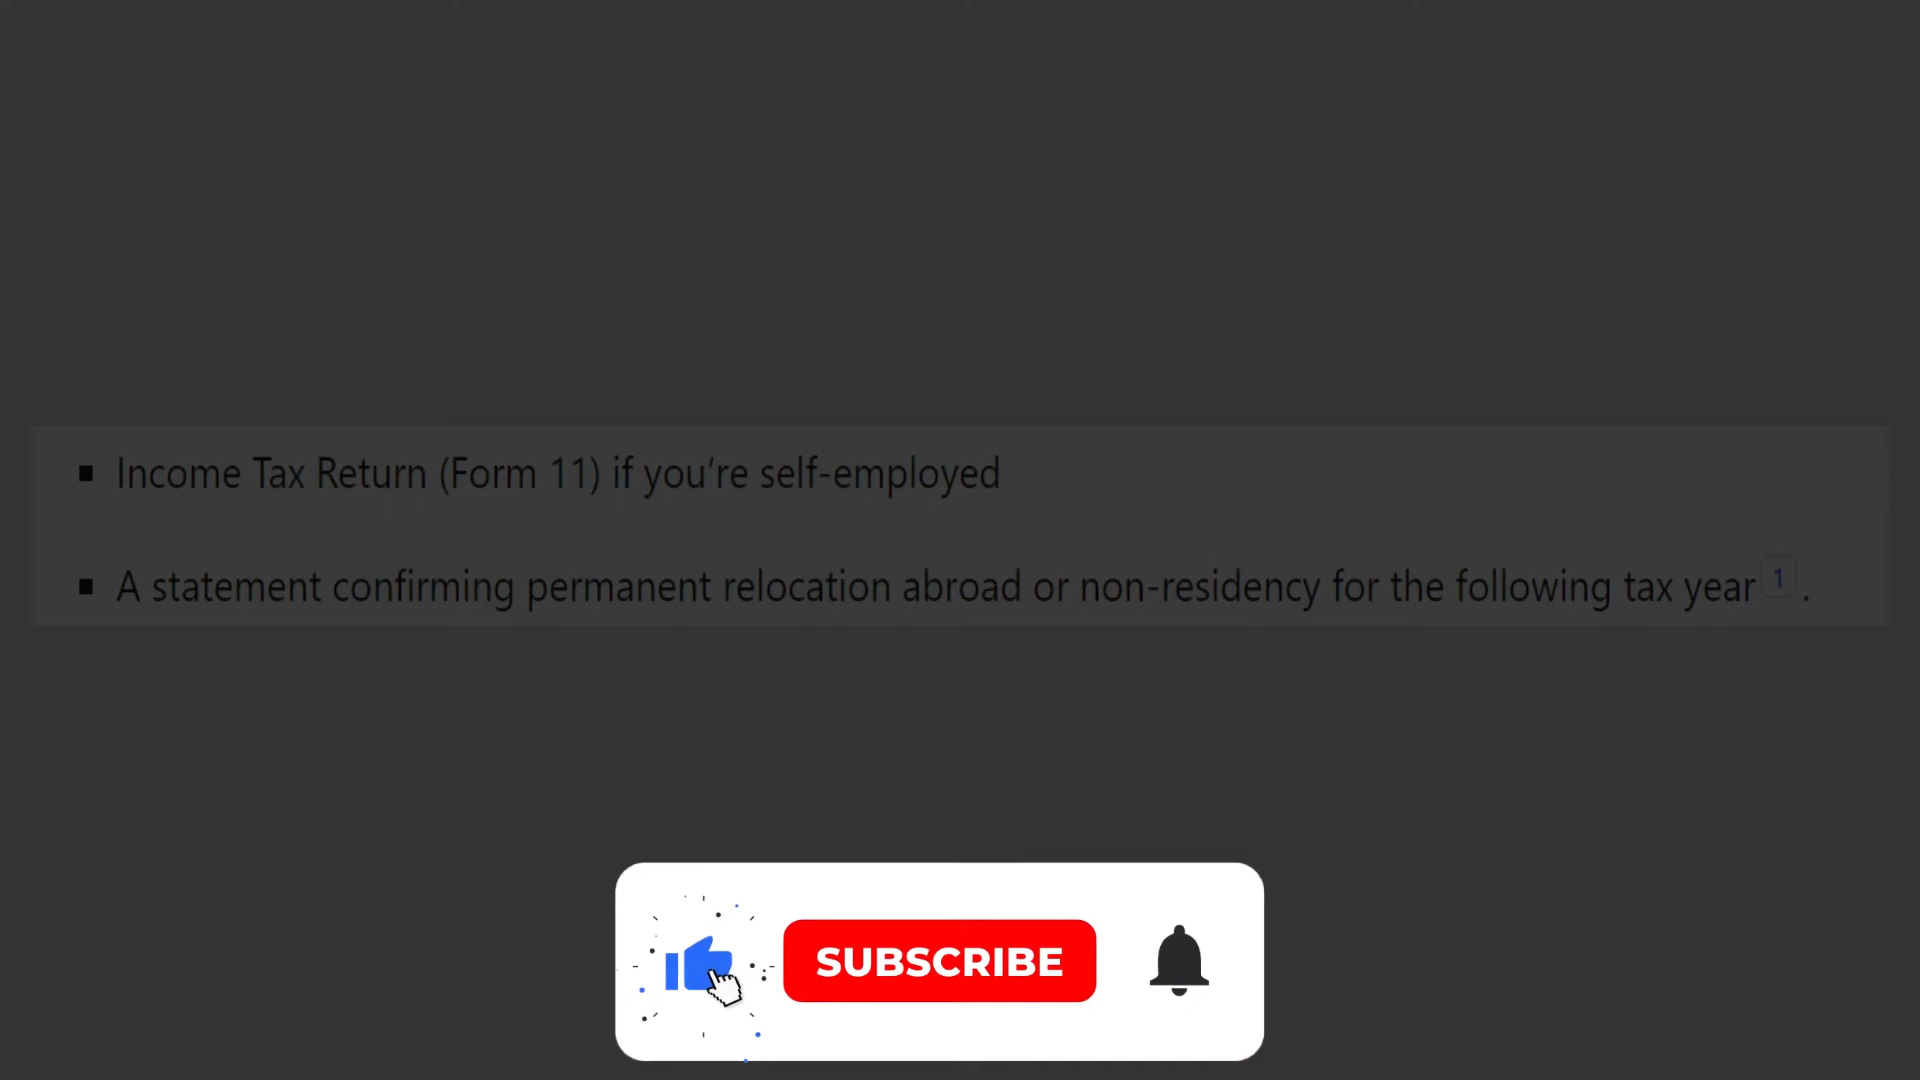 ▪ Income Tax Return (Form 11) if you’re self-employed
▪ A statement confirming permanent relocation abroad or non-residency for the following tax year 1 .
SUBSCRIBE